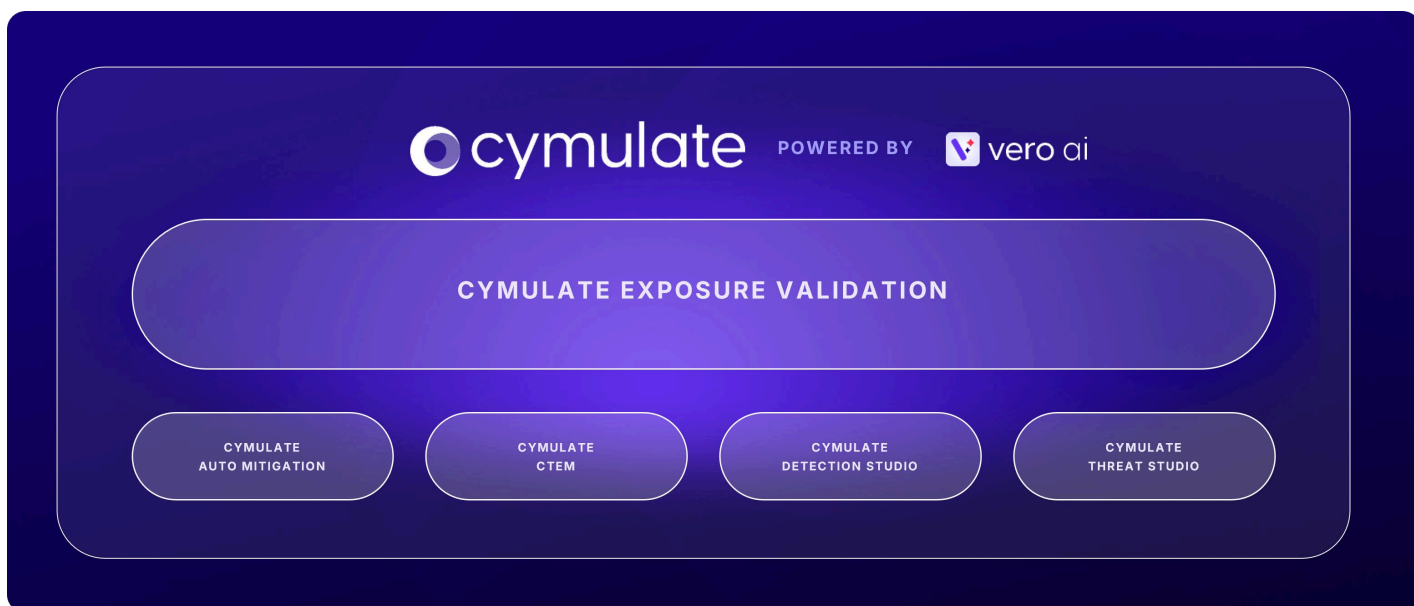 cymulate POWERED BY vero ai
CYMULATE EXPOSURE VALIDATION
CYMULATE
AUTO MITIGATION
CYMULATE
CTEM
CYMULATE
DETECTION STUDIO
CYMULATE
THREAT STUDIO